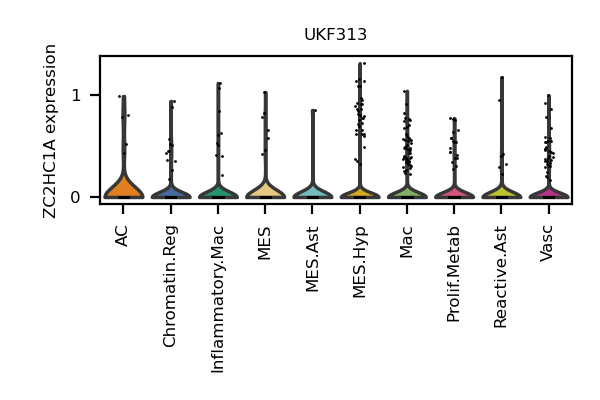 UKF313
ZC2HC1A expression
1
0
AC
Chromatin.Reg
Inflammatory.Mac
MES
MES.Ast
MES.Hyp
Mac
Prolif.Metab
Reactive.Ast
Vasc